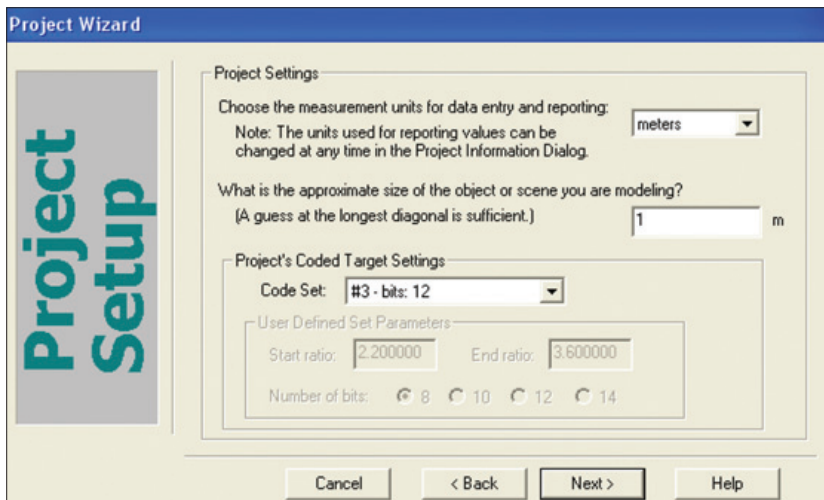 Project Wizard
Project
Setup
Project Settings
Choose the measurement units for data entry and reporting:
meters
Note: The units used for reporting values can be
changed at any time in the Project Information Dialog.
What is the approximate size of the object or scene you are modeling?
(A guess at the longest diagonal is sufficient.)
1 m
Project's Coded Target Settings
Code Set: #3 - bits: 12
User Defined Set Parameters
Start ratio: 2.200000 End ratio: 3.600000
Number of bits: 8 10 12 14
Cancel < Back Next > Help